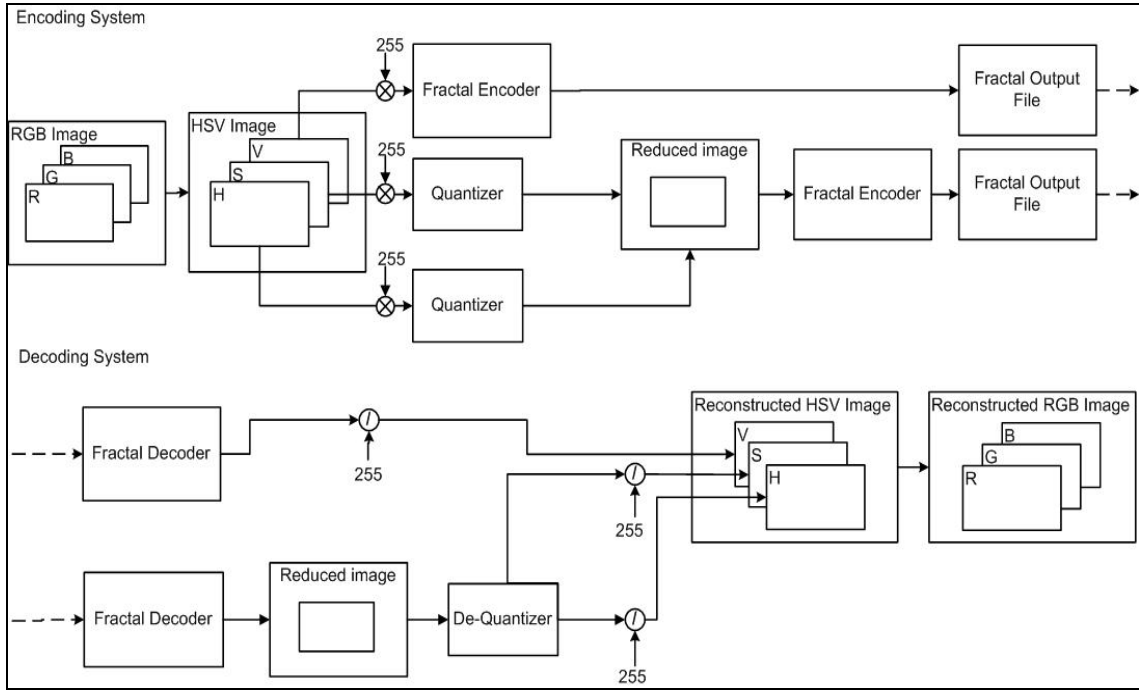 Encoding System
255
Fractal Encoder
Fractal Output
File
RGB Image
B
G
R
HSV Image
V
S
H
255
Quantizer
Reduced image
Fractal Encoder
Fractal Output
File
255
Quantizer
Decoding System
Fractal Decoder
/
255
Reconstructed HSV Image
V
S
H
Reconstructed RGB Image
B
G
R
/
255
Fractal Decoder
Reduced image
De-Quantizer
/
255